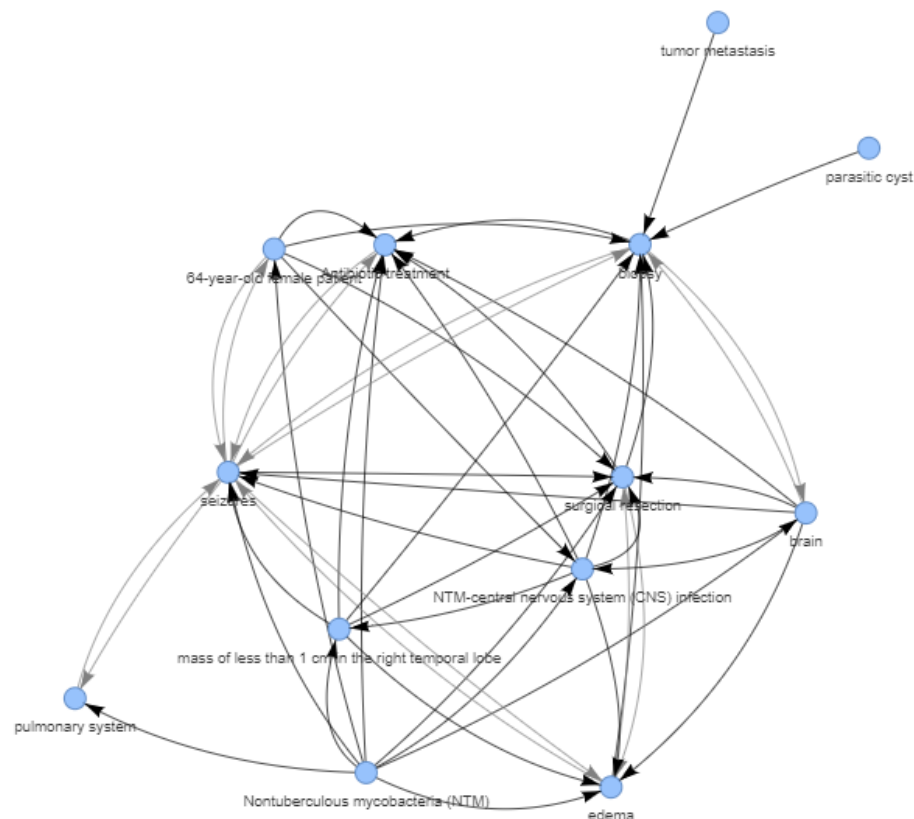 tumor metastasis
parasitic cyst
64-year-old female patient
Antibiotic treatment
biopsy
seizures
surgical resection
brain
NTM-central nervous system (CNS) infection
mass of less than 1 cm in the right temporal lobe
pulmonary system
Nontuberculous mycobacteria (NTM)
edema